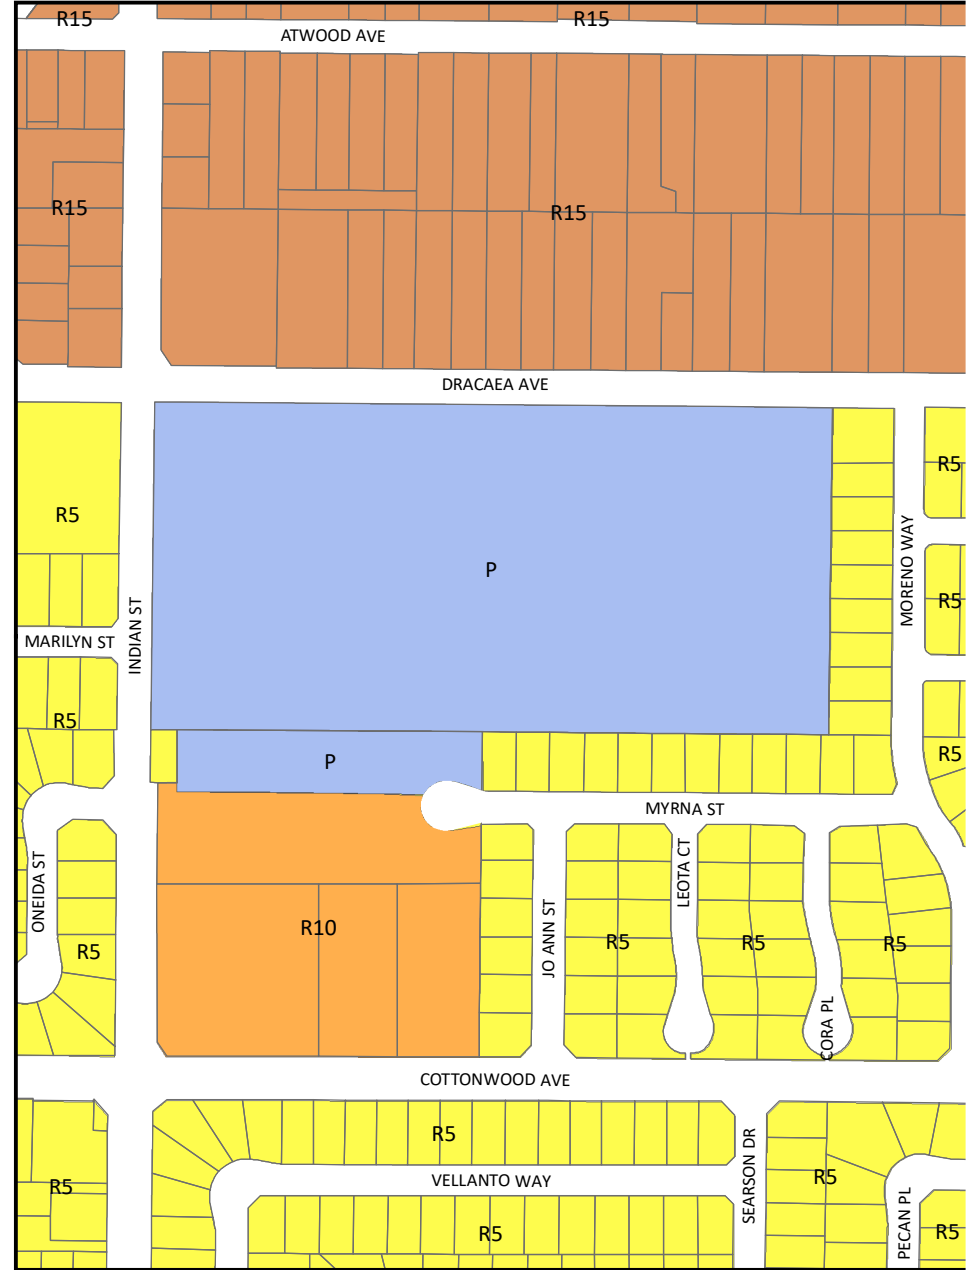 R15
R15
ATWOOD AVE
R15
R15
DRACAEA AVE
R5
R5
P
MORENO WAY
INDIAN ST
R5
MARILYN ST
R5
R5
P
MYRNA ST
ONEIDA ST
LEOTA CT
R10
JO ANN ST
R5
R5
R5
R5
CORA PL
COTTONWOOD AVE
R5
SEARSON DR
R5
R5
VELLANTO WAY
PECAN PL
R5
R5